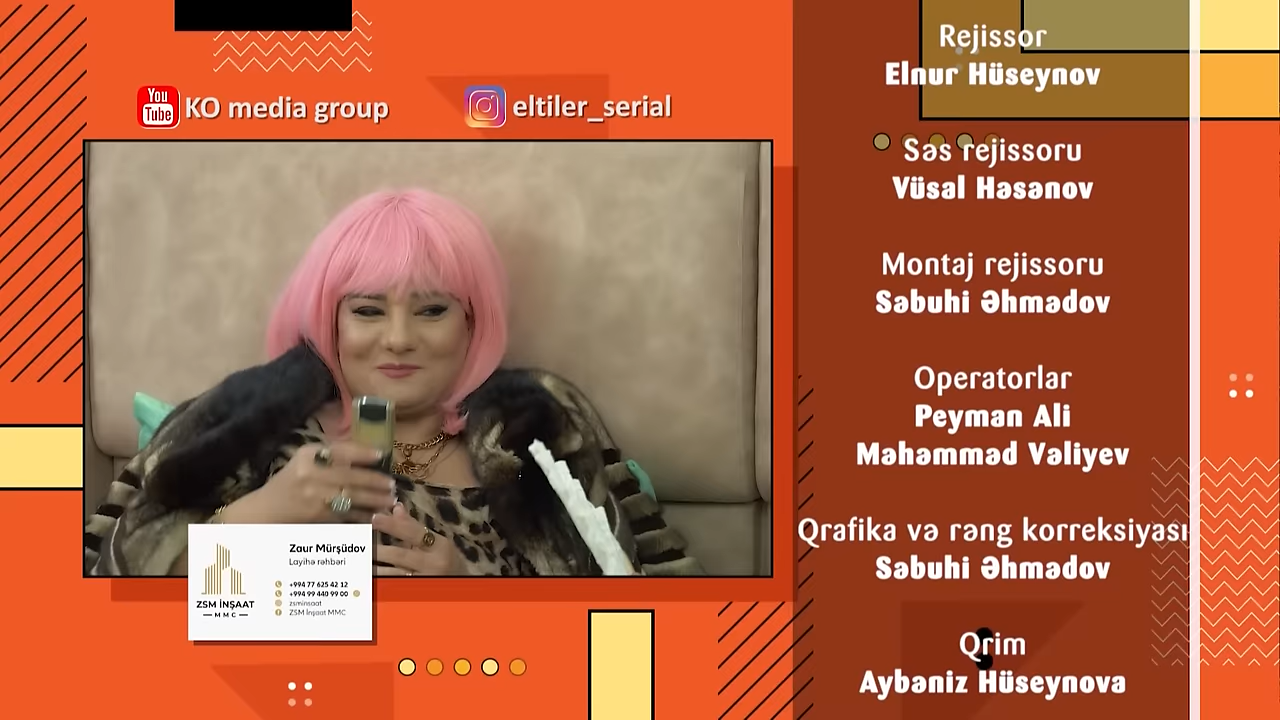 You
Tube
KO media group
eltiler_serial
Zaur Mürşüdov
Layihə rəhbəri
+994 77 625 42 12
+994 99 440 99 00
zsminsaat
ZSM İnşaat MMC
ZSM İNŞAAT
MMC
Rejissor
Elnur Hüseynov
Səs rejissoru
Vüsal Həsənov
Montaj rejissoru
Səbuhi Əhmədov
Operatorlar
Peyman Ali
Məhəmməd Vəliyev
Qrafika və rəng korreksiyası
Səbuhi Əhmədov
Qrim
Aybəniz Hüseynova